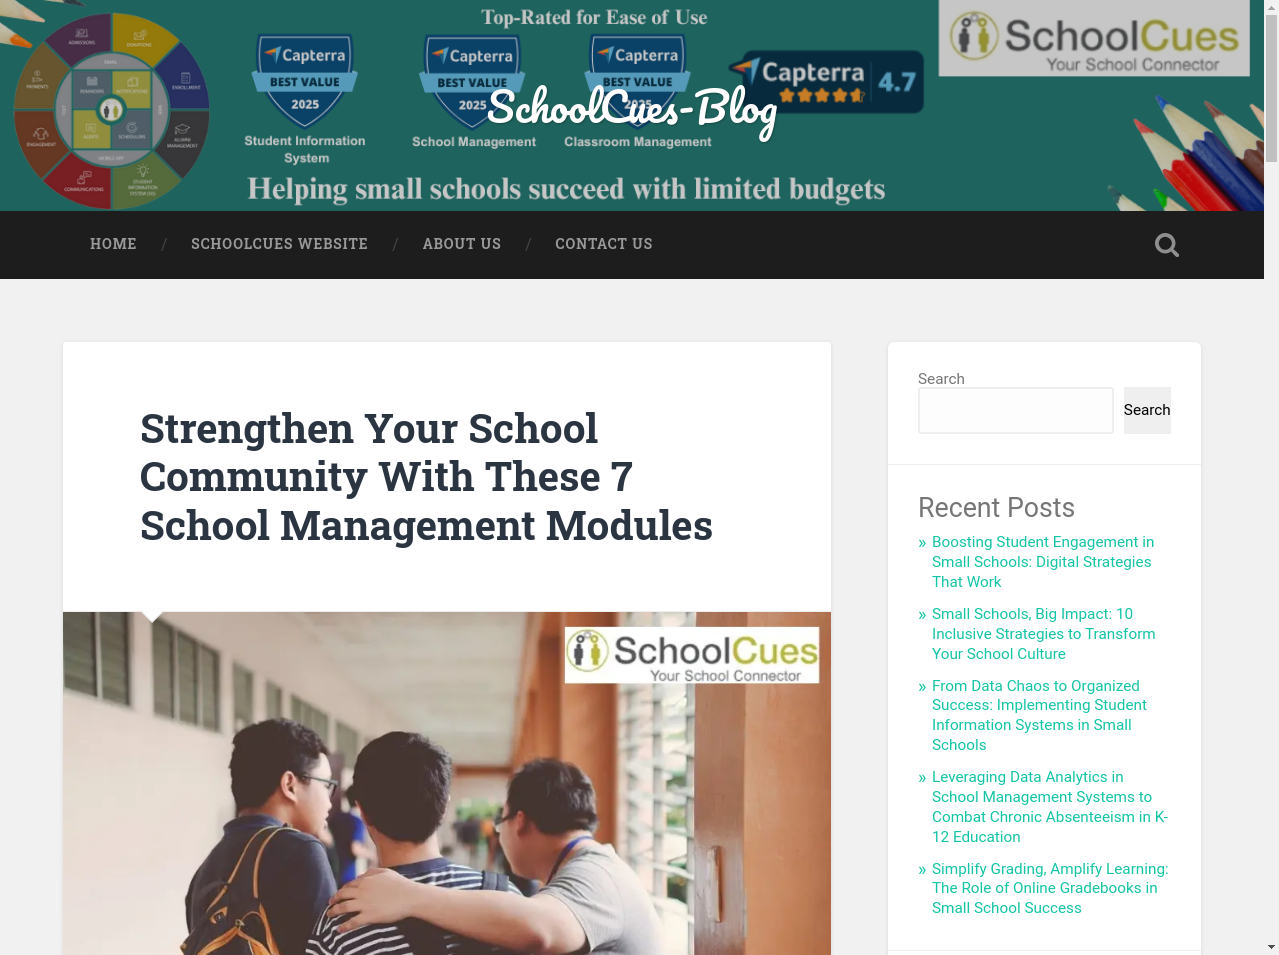 Top-Rated for Ease of Use
SchoolCues
Your School Connector
Capterra
BEST VALUE
2025
Capterra
BEST VALUE
2025
Capterra
BEST VALUE
2025
Capterra 4.7
SchoolCues-Blog
Student Information
System
School Management
Classroom Management
Helping small schools succeed with limited budgets
ADMISSIONS
DONATIONS
PAYMENTS
ENROLLMENT
EMAIL
REMINDERS
NOTIFICATIONS
ALERTS
SCHEDULERS
MOBILE APP
ENGAGEMENT
ALUMNI
MANAGEMENT
COMMUNICATIONS
STUDENT
INFORMATION
SYSTEM (SIS)
HOME / SCHOOLCUES WEBSITE / ABOUT US / CONTACT US
Strengthen Your School
Community With These 7
School Management Modules
SchoolCues
Your School Connector
Search
Search
Recent Posts
» Boosting Student Engagement in
Small Schools: Digital Strategies
That Work
» Small Schools, Big Impact: 10
Inclusive Strategies to Transform
Your School Culture
» From Data Chaos to Organized
Success: Implementing Student
Information Systems in Small
Schools
» Leveraging Data Analytics in
School Management Systems to
Combat Chronic Absenteeism in K-
12 Education
» Simplify Grading, Amplify Learning:
The Role of Online Gradebooks in
Small School Success